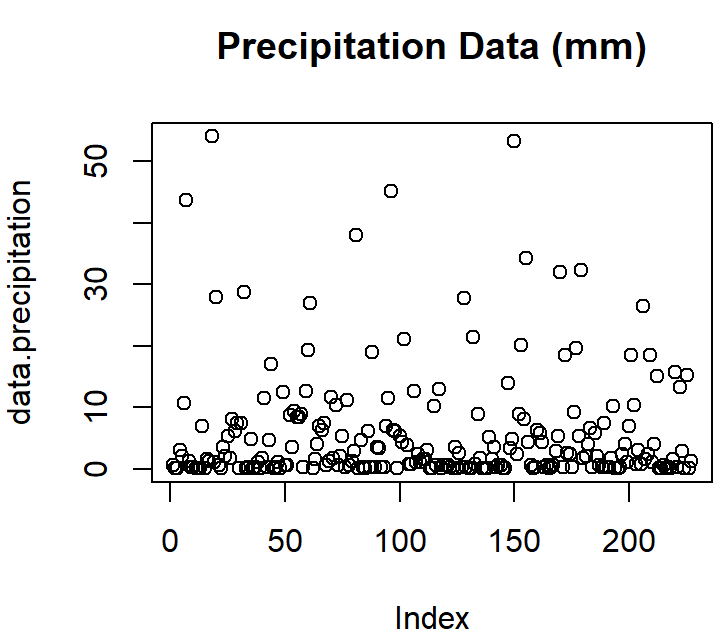 Precipitation Data (mm)
data.precipitation
50
30
10
0
0 50 100 150 200
Index